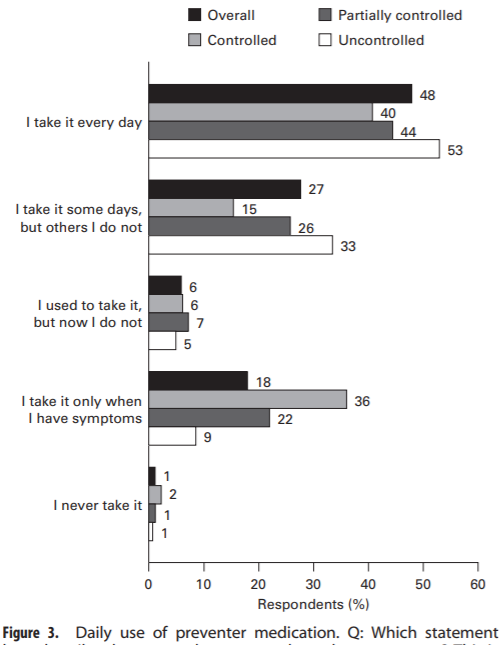 Overall
Partially controlled
Controlled
Uncontrolled
I take it every day
48
40
44
53
I take it some days,
but others I do not
27
15
26
33
I used to take it,
but now I do not
6
6
7
5
I take it only when
I have symptoms
18
36
22
9
I never take it
1
2
1
1
0 10 20 30 40 50 60
Respondents (%)
Figure 3. Daily use of preventer medication. Q: Which statement